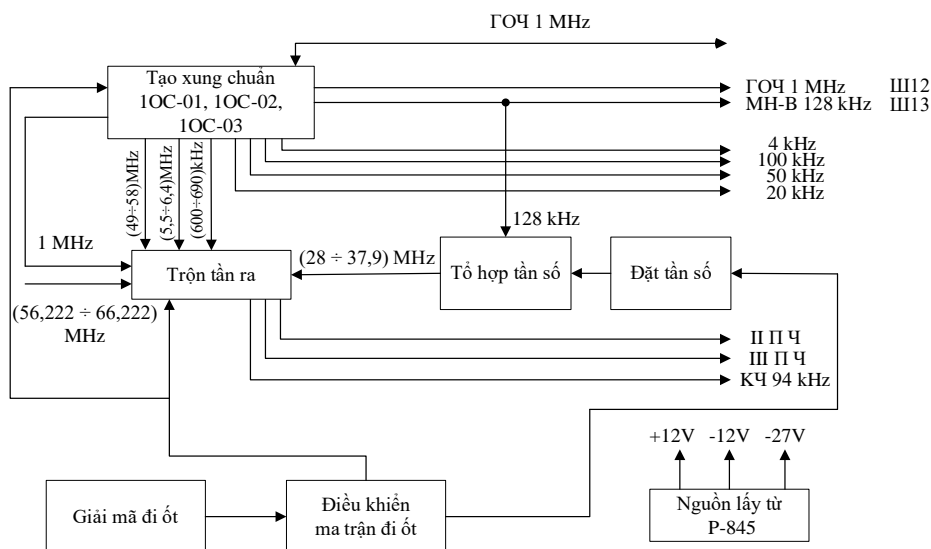 ГОЧ 1 MHz
Tạo xung chuẩn
1OC-01, 1OC-02,
1OC-03
ГОЧ 1 MHz Ш12
MH-B 128 kHz Ш13
4 kHz
100 kHz
50 kHz
20 kHz
(49÷58)MHz
(5,5÷6,4)MHz
(600÷690)kHz
128 kHz
1 MHz
Trộn tần ra
(28 ÷ 37,9) MHz
Tổ hợp tần số
Đặt tần số
(56,222 ÷ 66,222)
MHz
II П Ч
III П Ч
КЧ 94 kHz
+12V -12V -27V
Giải mã đi ốt
Điều khiển
ma trận đi ốt
Nguồn lấy từ
P-845